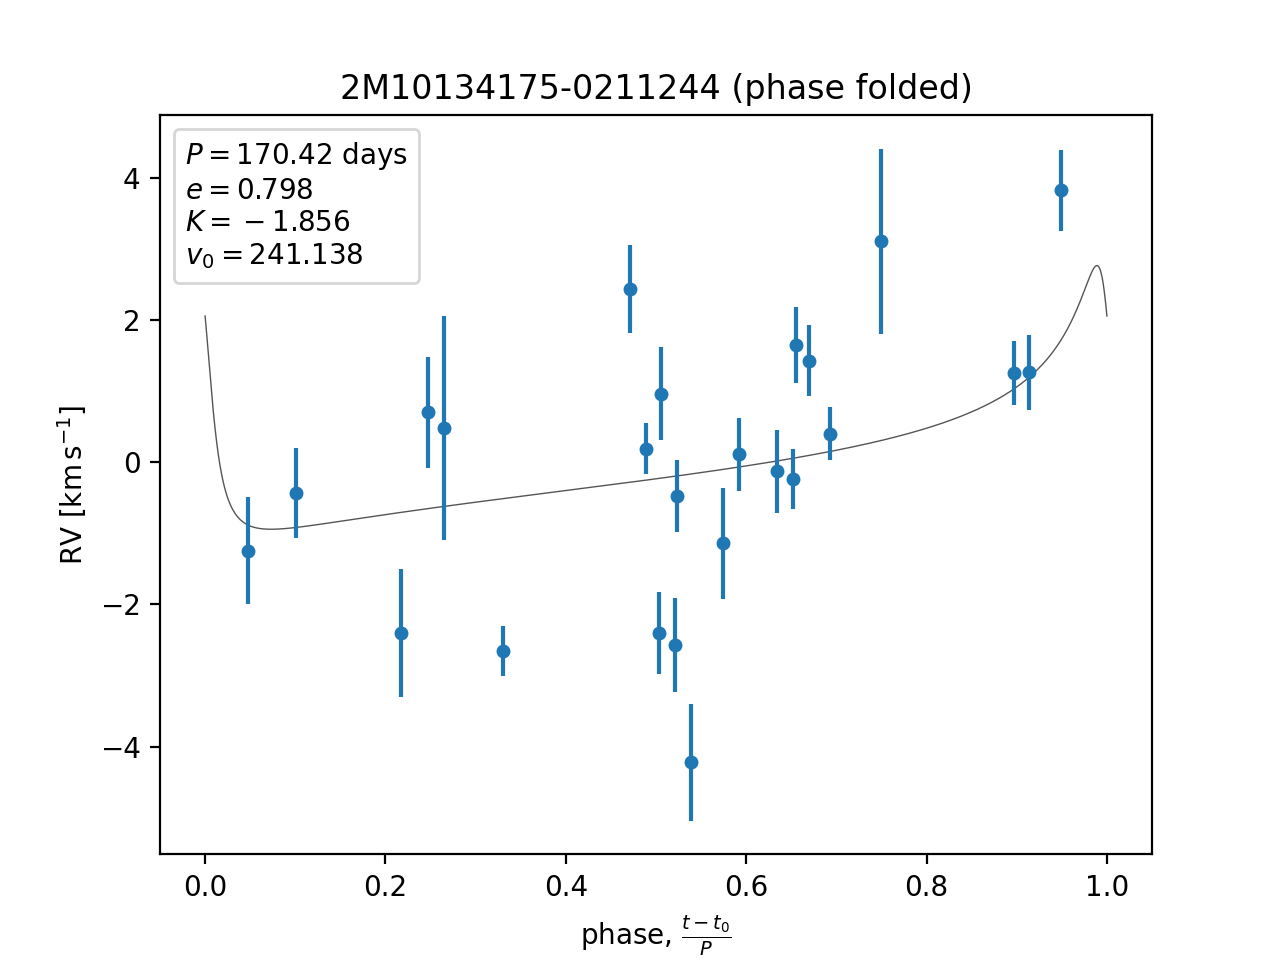 2M10134175-0211244 (phase folded)
P = 170.42 days
e = 0.798
K = −1.856
v₀ = 241.138
4
2
0
−2
−4
RV [km s⁻¹]
0.0 0.2 0.4 0.6 0.8 1.0
phase, (t − t₀)/P